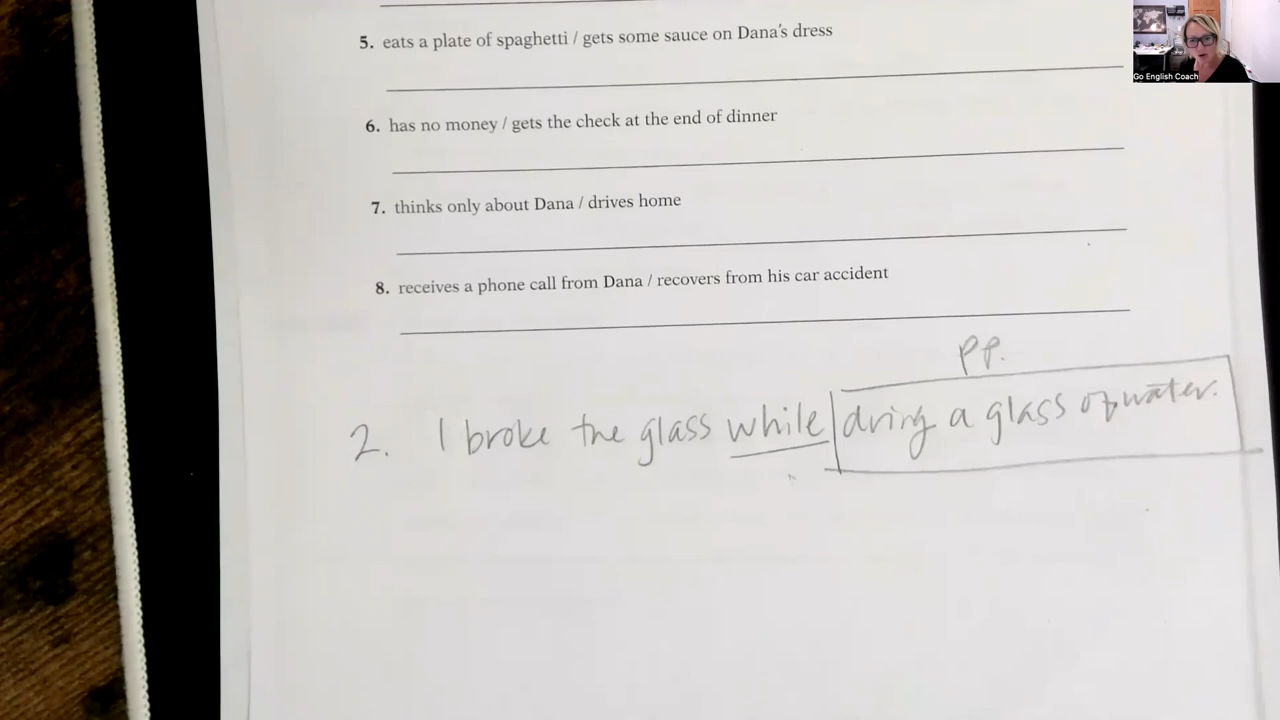 5. eats a plate of spaghetti / gets some sauce on Dana's dress
Go English Coach
6. has no money / gets the check at the end of dinner
7. thinks only about Dana / drives home
8. receives a phone call from Dana / recovers from his car accident
PP.
2. I broke the glass while dring a glass of water.